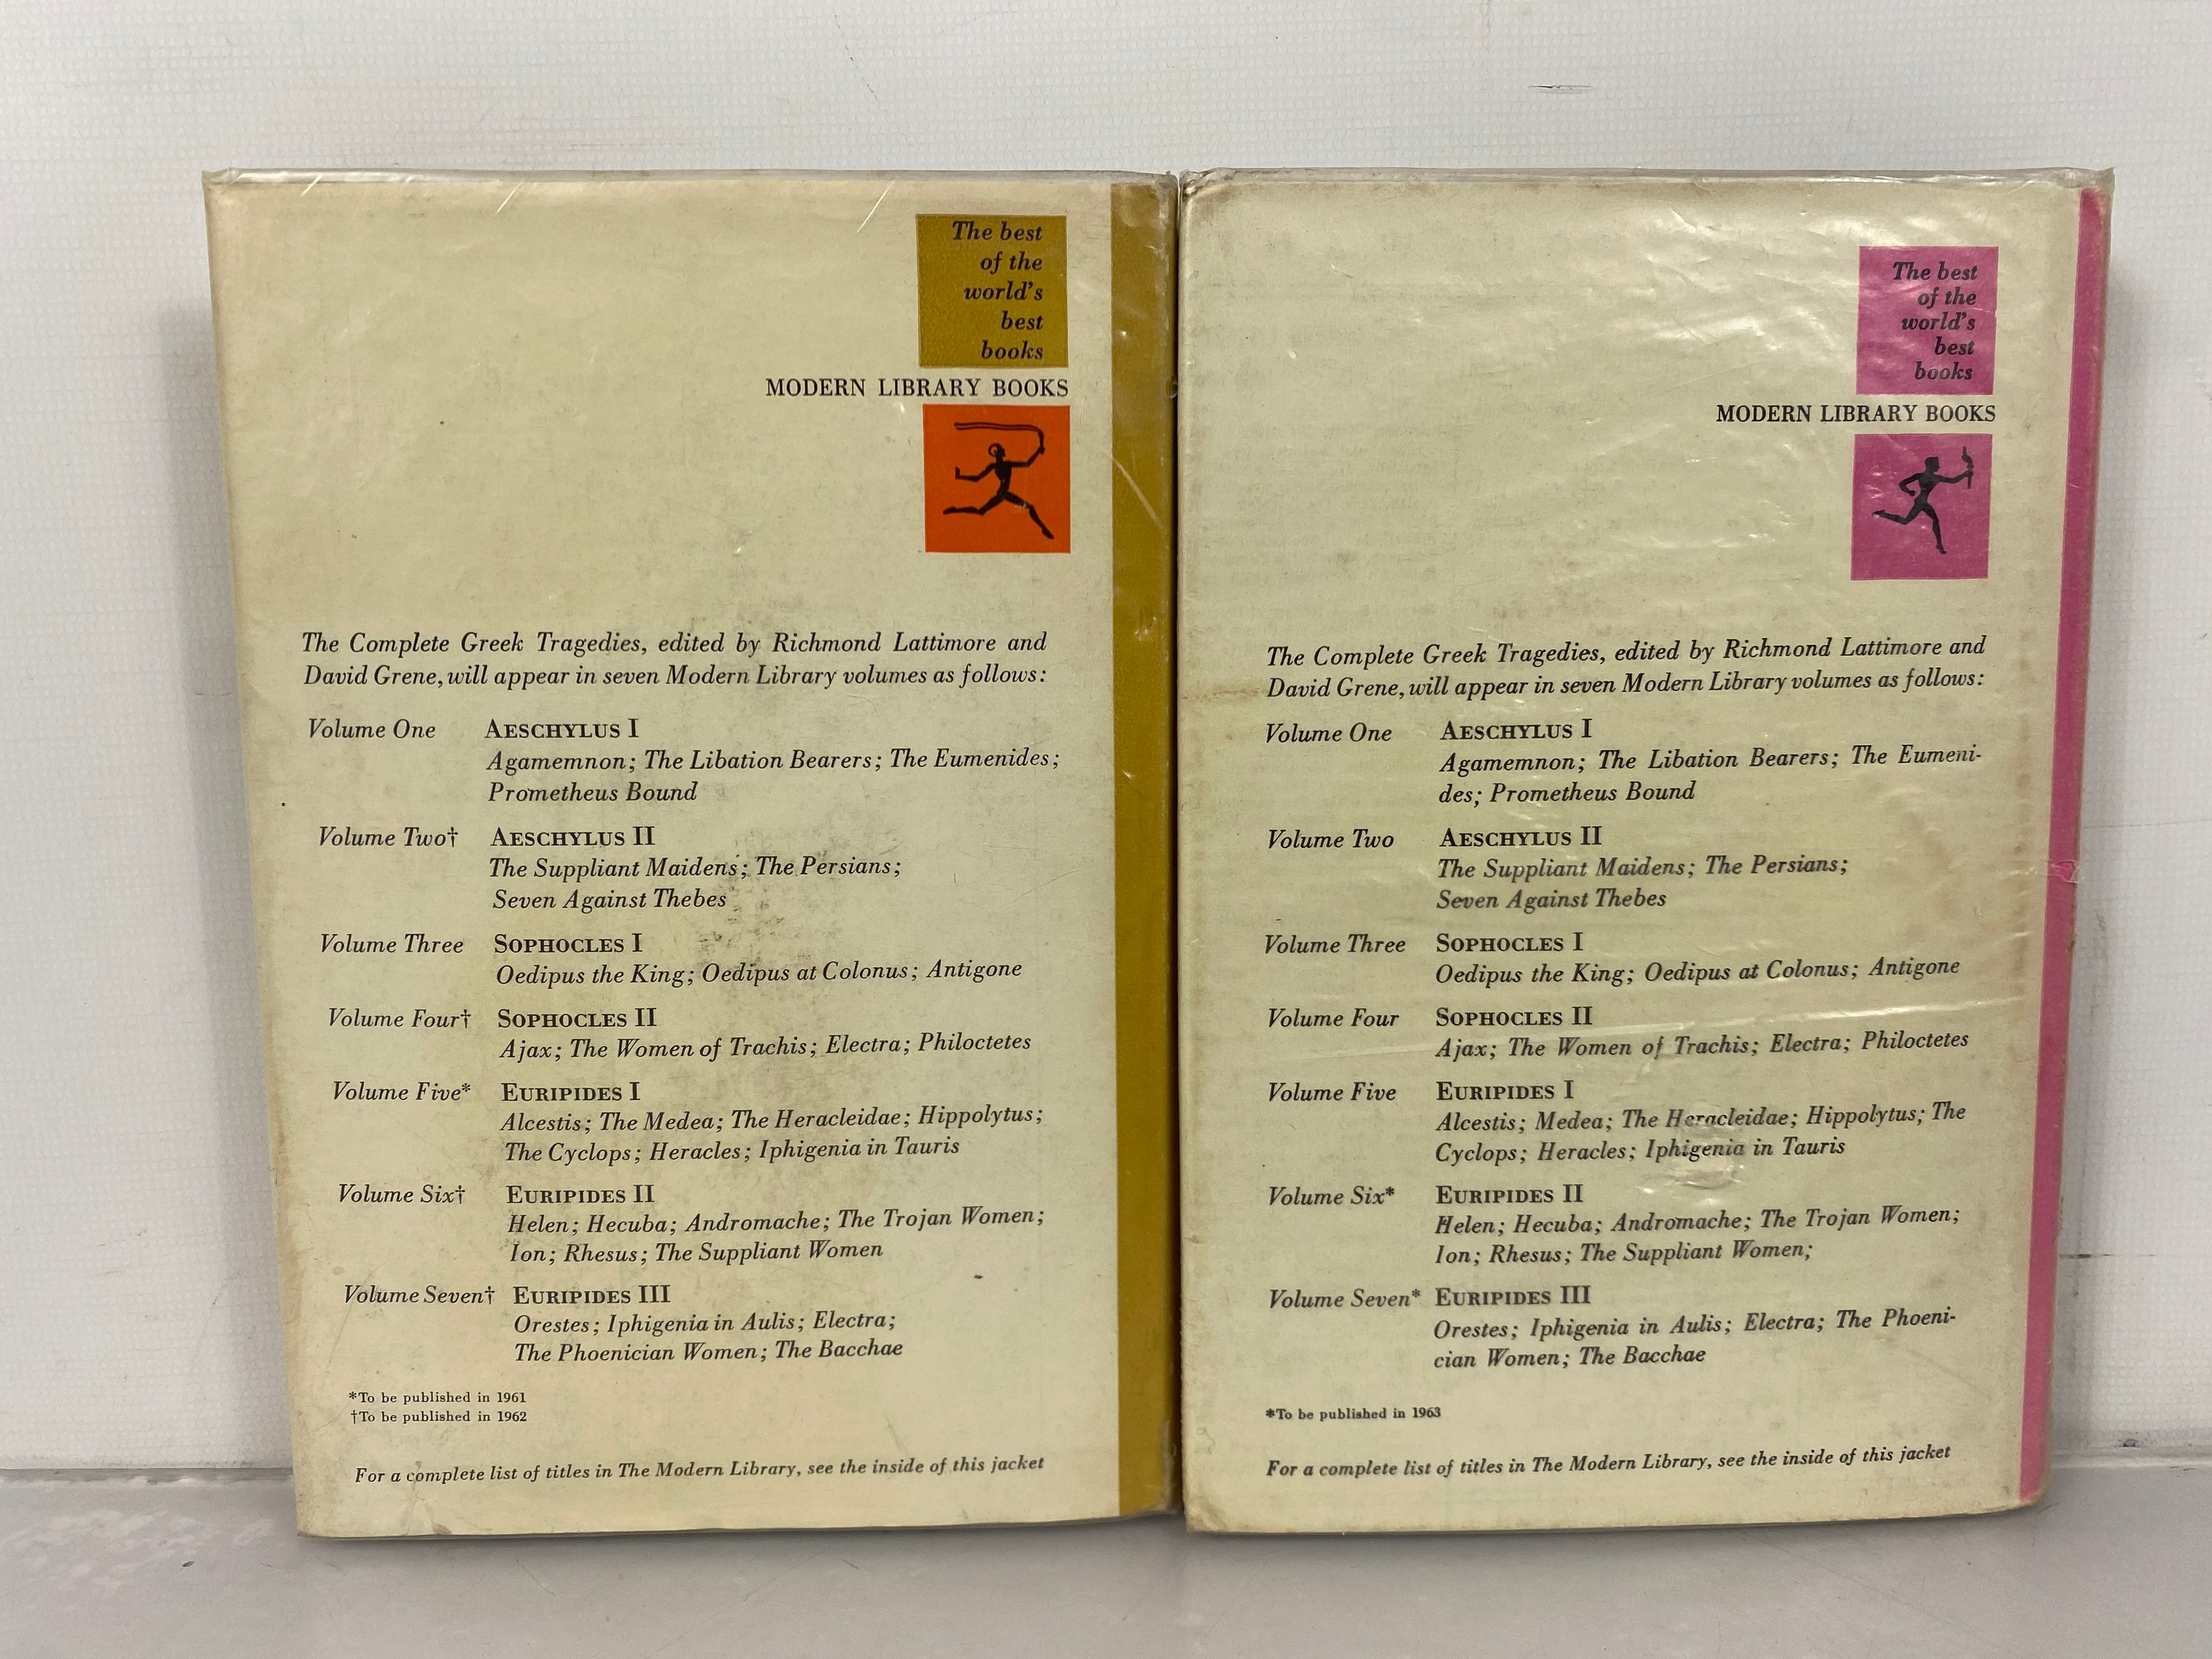 The best
of the
world's
best
books
MODERN LIBRARY BOOKS
The Complete Greek Tragedies, edited by Richmond Lattimore and
David Grene, will appear in seven Modern Library volumes as follows:
Volume One AESCHYLUS I
Agamemnon; The Libation Bearers; The Eumenides;
Prometheus Bound
Volume Two† AESCHYLUS II
The Suppliant Maidens; The Persians;
Seven Against Thebes
Volume Three SOPHOCLES I
Oedipus the King; Oedipus at Colonus; Antigone
Volume Four† SOPHOCLES II
Ajax; The Women of Trachis; Electra; Philoctetes
Volume Five* EURIPIDES I
Alcestis; The Medea; The Heracleidae; Hippolytus;
The Cyclops; Heracles; Iphigenia in Tauris
Volume Six† EURIPIDES II
Helen; Hecuba; Andromache; The Trojan Women;
Ion; Rhesus; The Suppliant Women
Volume Seven† EURIPIDES III
Orestes; Iphigenia in Aulis; Electra;
The Phoenician Women; The Bacchae
*To be published in 1961
†To be published in 1962
For a complete list of titles in The Modern Library, see the inside of this jacket
The best
of the
world's
best
books
MODERN LIBRARY BOOKS
The Complete Greek Tragedies, edited by Richmond Lattimore and
David Grene, will appear in seven Modern Library volumes as follows:
Volume One AESCHYLUS I
Agamemnon; The Libation Bearers; The Eumeni-
des; Prometheus Bound
Volume Two AESCHYLUS II
The Suppliant Maidens; The Persians;
Seven Against Thebes
Volume Three SOPHOCLES I
Oedipus the King; Oedipus at Colonus; Antigone
Volume Four SOPHOCLES II
Ajax; The Women of Trachis; Electra; Philoctetes
Volume Five EURIPIDES I
Alcestis; Medea; The Heracleidae; Hippolytus; The
Cyclops; Heracles; Iphigenia in Tauris
Volume Six* EURIPIDES II
Helen; Hecuba; Andromache; The Trojan Women;
Ion; Rhesus; The Suppliant Women;
Volume Seven* EURIPIDES III
Orestes; Iphigenia in Aulis; Electra; The Phoeni-
cian Women; The Bacchae
*To be published in 1963
For a complete list of titles in The Modern Library, see the inside of this jacket